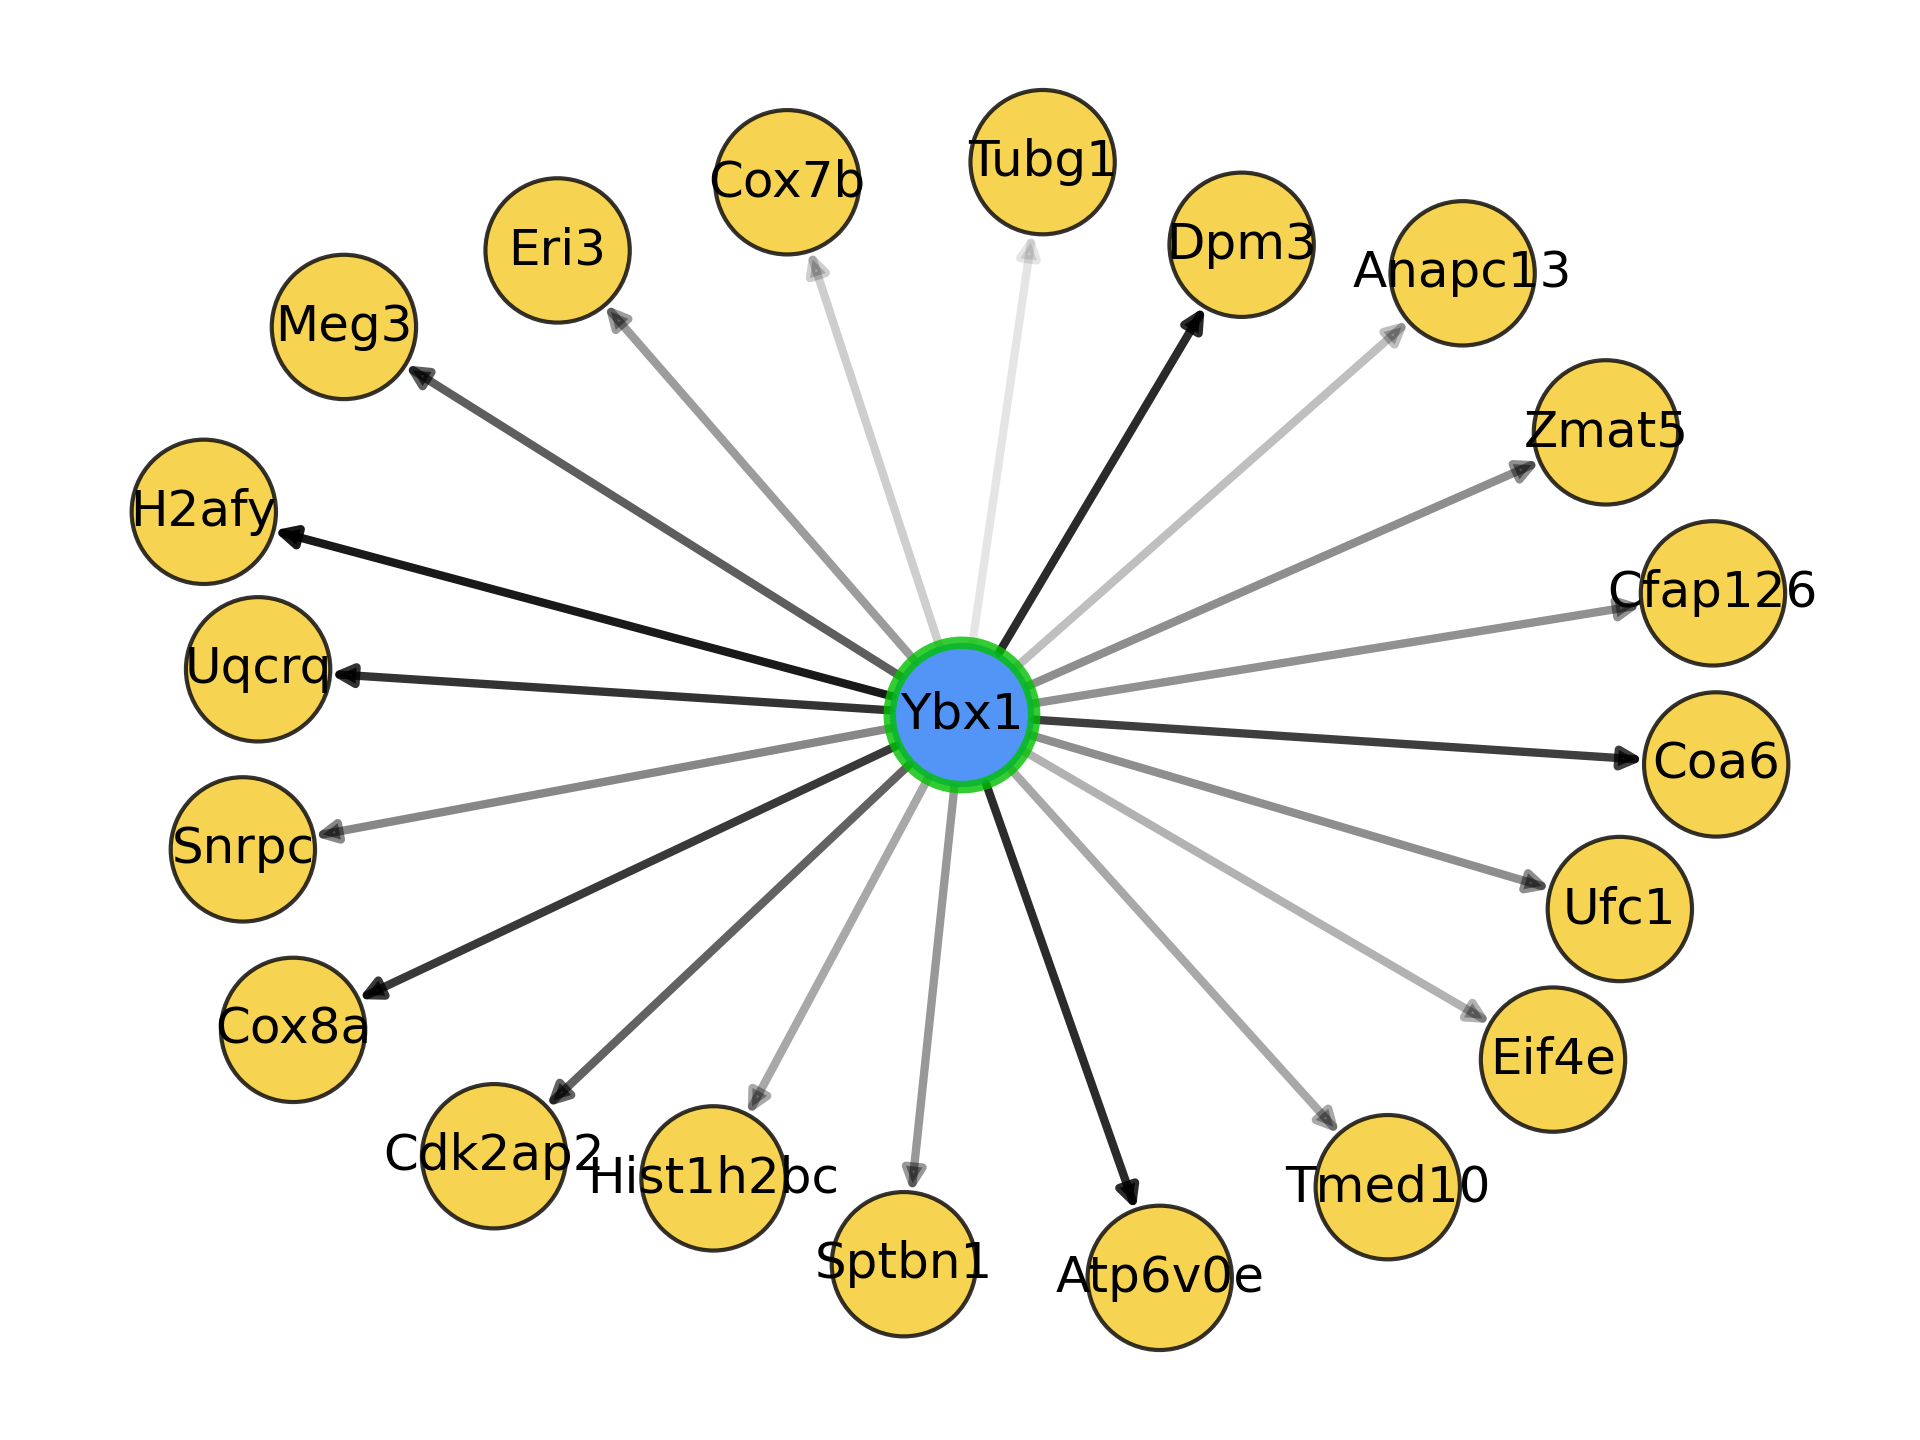 Tubg1
Cox7b
Dpm3
Eri3
Anapc13
Meg3
Zmat5
H2afy
Cfap126
Uqcrq
Ybx1
Coa6
Snrpc
Ufc1
Cox8a
Eif4e
Cdk2ap2
Hist1h2bc
Tmed10
Sptbn1
Atp6v0e